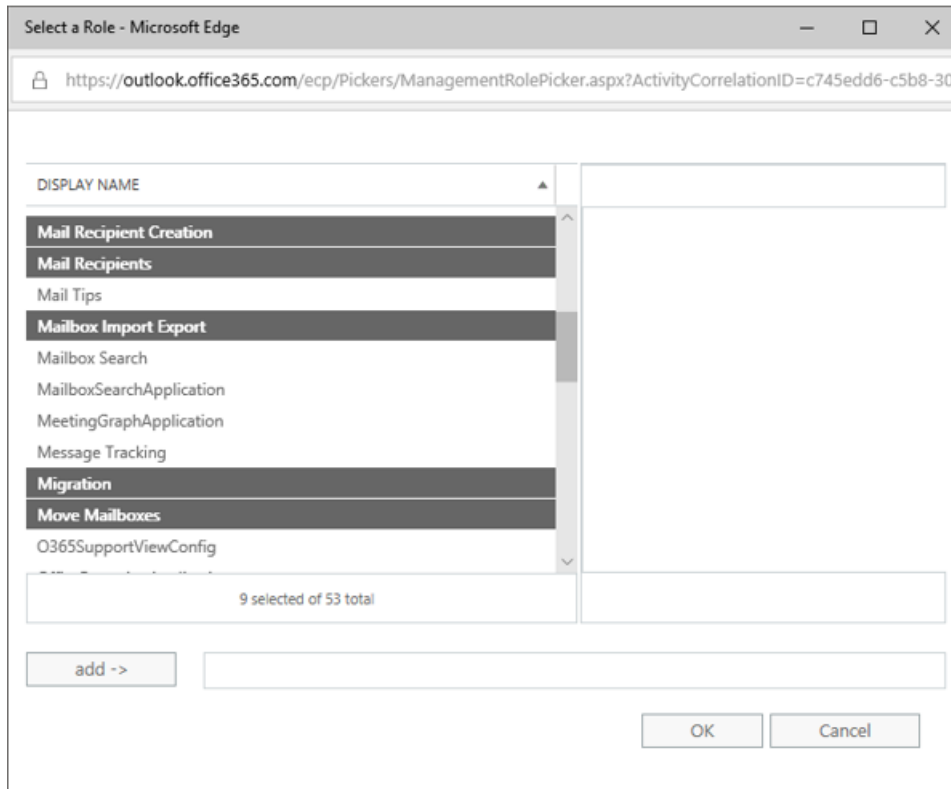 Select a Role - Microsoft Edge
https://outlook.office365.com/ecp/Pickers/ManagementRolePicker.aspx?ActivityCorrelationID=c745edd6-c5b8-30
DISPLAY NAME
Mail Recipient Creation
Mail Recipients
Mail Tips
Mailbox Import Export
Mailbox Search
MailboxSearchApplication
MeetingGraphApplication
Message Tracking
Migration
Move Mailboxes
O365SupportViewConfig
9 selected of 53 total
add ->
OK
Cancel